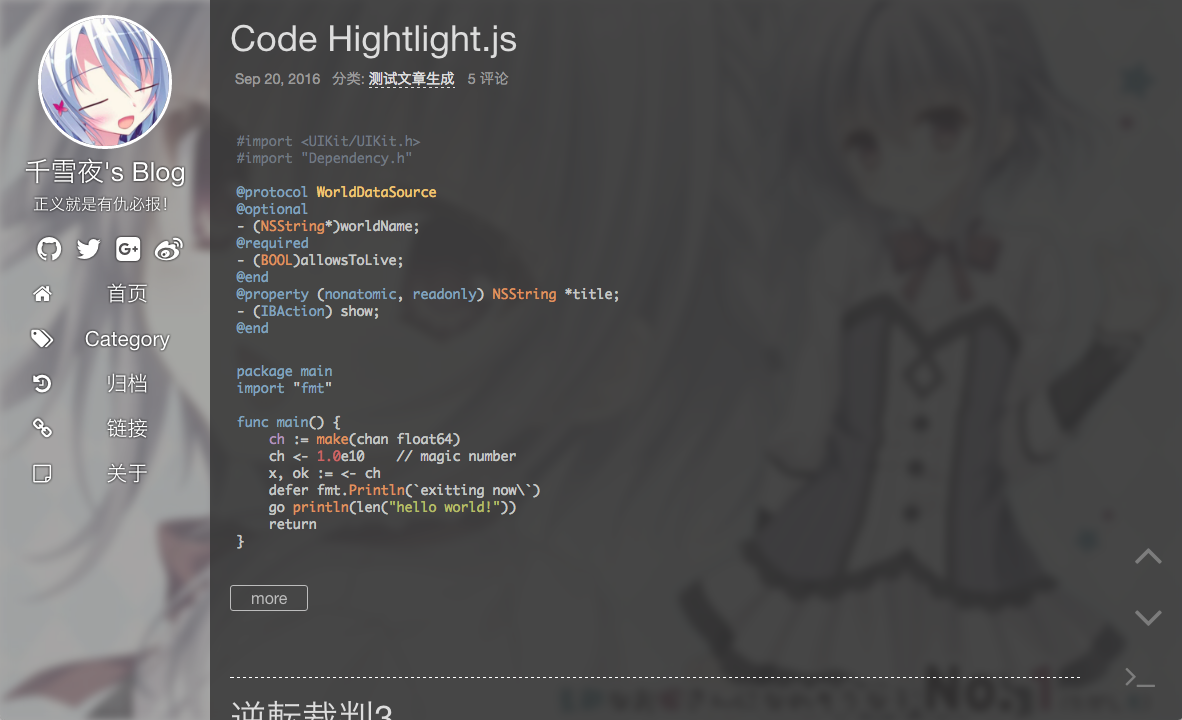 千雪夜's Blog
正义就是有仇必报！
首页
Category
归档
链接
关于
Code Hightlight.js
Sep 20, 2016 分类: 测试文章生成 5 评论
#import <UIKit/UIKit.h>
#import "Dependency.h"
@protocol WorldDataSource
@optional
- (NSString*)worldName;
@required
- (BOOL)allowsToLive;
@end
@property (nonatomic, readonly) NSString *title;
- (IBAction) show;
@end
package main
import "fmt"
func main() {
    ch := make(chan float64)
    ch <- 1.0e10    // magic number
    x, ok := <- ch
    defer fmt.Println(`exitting now\`)
    go println(len("hello world!"))
    return
}
more
逆転裁判3